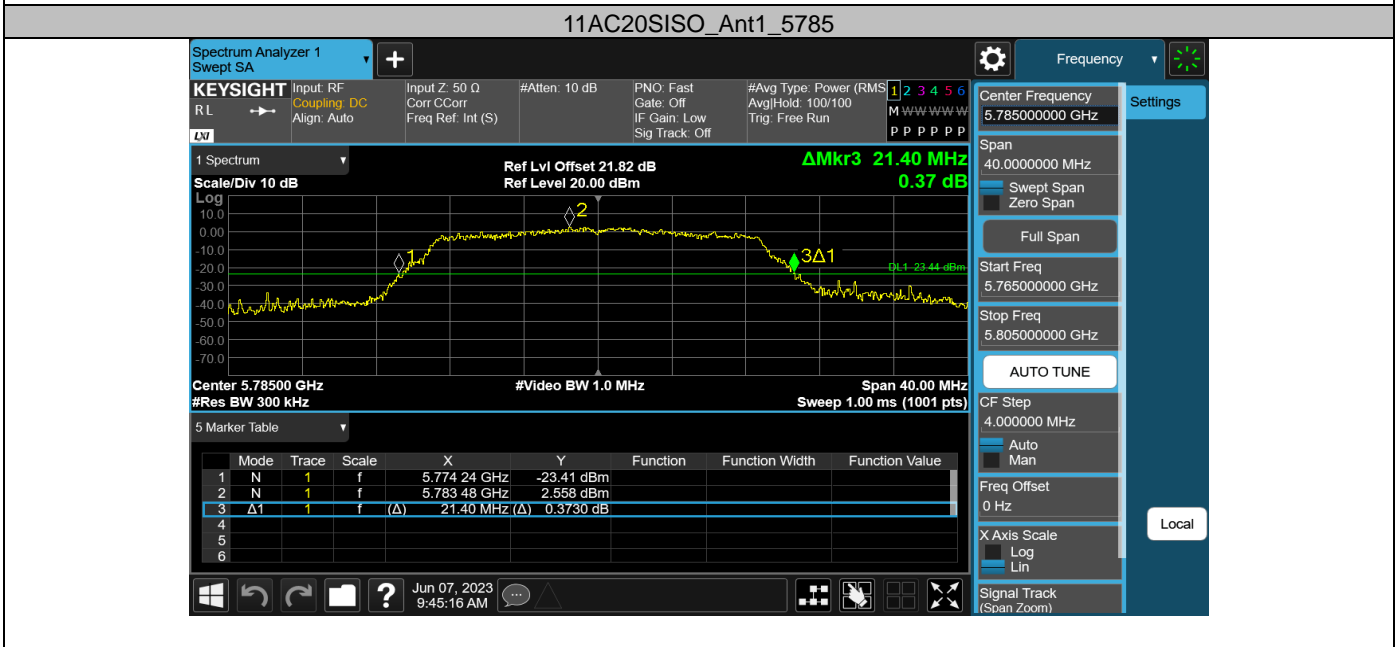 11AC20SISO_Ant1_5785
Spectrum Analyzer 1
Swept SA
Frequency
KEYSIGHT
R L
LXI
Input: RF
Coupling: DC
Align: Auto
Input Z: 50 Ω
Corr CCorr
Freq Ref: Int (S)
#Atten: 10 dB
PNO: Fast
Gate: Off
IF Gain: Low
Sig Track: Off
#Avg Type: Power (RMS
Avg|Hold: 100/100
Trig: Free Run
1 2 3 4 5 6
M W W W W W
P P P P P P
1 Spectrum
Scale/Div 10 dB
Ref Lvl Offset 21.82 dB
Ref Level 20.00 dBm
ΔMkr3 21.40 MHz
0.37 dB
Log
10.0
0.00
-10.0
-20.0
-30.0
-40.0
-50.0
-60.0
-70.0
1
2
3Δ1
DL1 -23.44 dBm
Center 5.78500 GHz
#Video BW 1.0 MHz
Span 40.00 MHz
#Res BW 300 kHz
Sweep 1.00 ms (1001 pts)
5 Marker Table
Mode Trace Scale X Y Function Function Width Function Value
1 N 1 f 5.774 24 GHz -23.41 dBm
2 N 1 f 5.783 48 GHz 2.558 dBm
3 Δ1 1 f (Δ) 21.40 MHz (Δ) 0.3730 dB
4
5
6
Jun 07, 2023
9:45:16 AM
Center Frequency
5.785000000 GHz
Settings
Span
40.0000000 MHz
Swept Span
Zero Span
Full Span
Start Freq
5.765000000 GHz
Stop Freq
5.805000000 GHz
AUTO TUNE
CF Step
4.000000 MHz
Auto
Man
Freq Offset
0 Hz
X Axis Scale
Log
Lin
Local
Signal Track
(Span Zoom)